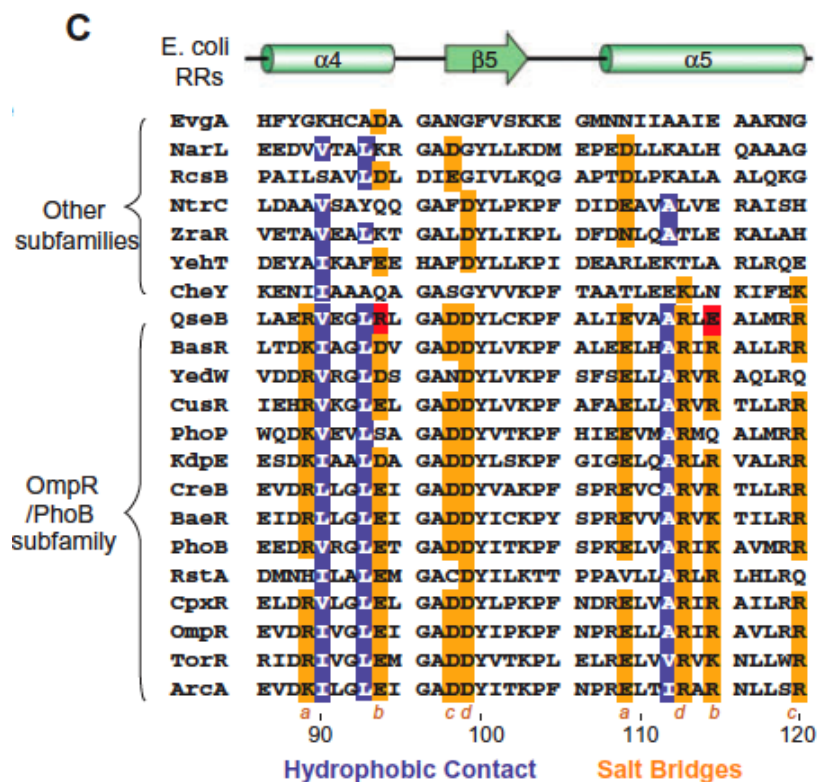 C
E. coli
RRs
α4 β5 α5
EvgA HFYGKHCADA GANGFVSKKE GMNNIIAAIE AAKNG
NarL EEDVVTALKR GADGYLLKDM EPEDLLKALH QAAAG
RcsB PAILSAVLDL DIEGIVLKQG APTDLPKALA ALQKG
NtrC LDAAVSAYQQ GAFDYLPKPF DIDEAVALVE RAISH
ZraR VETAVEALKT GALDYLIKPL DFDNLQATLE KALAH
YehT DEYAIKAFEE HAFDYLLKPI DEARLEKTLA RLRQE
CheY KENIIAAAQA GASGYVVKPF TAATLEEKLN KIFEK
QseB LAERVEGLRL GADDYLCKPF ALIEVAARLE ALMRR
BasR LTDKIAGLDV GADDYLVKPF ALEELHARIR ALLRR
YedW VDDRVRGLDS GANDYLVKPF SFSELLARVR AQLRQ
CusR IEHRVKGLEL GADDYLVKPF AFAELLARVR TLLRR
PhoP WQDKVEVLSA GADDYVTKPF HIEEVMARMQ ALMRR
KdpE ESDKIAALDA GADDYLSKPF GIGELQARLR VALRR
CreB EVDRLLGLEI GADDYVAKPF SPREVCARVR TLLRR
BaeR EIDRLLGLEI GADDYICKPY SPREVVARVK TILRR
PhoB EEDRVRGLET GADDYITKPF SPKELVARIK AVMRR
RstA DMNHILALEM GACDYILKTT PPAVLLARLR LHLRQ
CpxR ELDRVLGLEL GADDYLPKPF NDRELVARIR AILRR
OmpR EVDRIVGLEI GADDYIPKPF NPRELLARIR AVLRR
TorR RIDRIVGLEM GADDYVTKPL ELRELVVRVK NLLWR
ArcA EVDKILGLEI GADDYITKPF NPRELTIRAR NLLSR
Other
subfamilies
OmpR
/PhoB
subfamily
a b c d a d b c
90 100 110 120
Hydrophobic Contact Salt Bridges